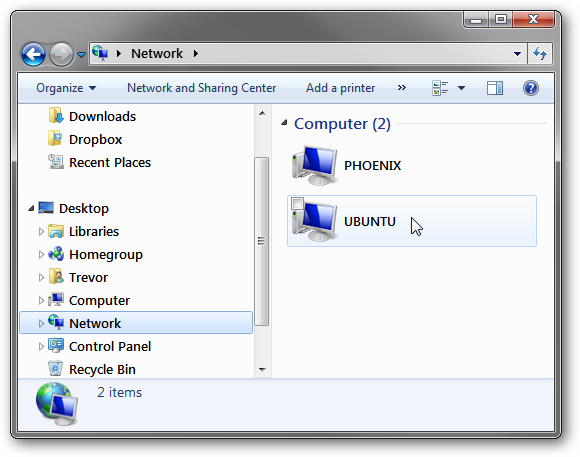 Network
Organize
Network and Sharing Center
Add a printer
»
?
Downloads
Dropbox
Recent Places
Desktop
Libraries
Homegroup
Trevor
Computer
Network
Control Panel
Recycle Bin
Computer (2)
PHOENIX
UBUNTU
2 items